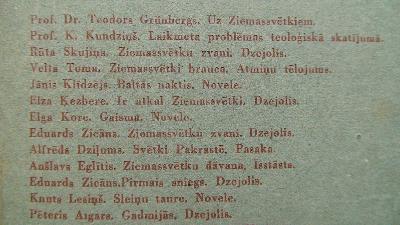 Prof. Dr. Teodors Grünbergs. Uz Ziemassvētkiem.
Prof. K. Kundziņš. Laikmeta problēmas teoloģiskā skatījumā.
Rūta Skujiņa. Ziemassvētku zvani. Dzejolis.
Velta Toma. Ziemassvētki brauca. Atmiņu tēlojums.
Jānis Klīdzējs. Baltās naktis. Novele.
Elza Ķezbere. Ir atkal Ziemassvētki. Dzejolis.
Elga Kore. Gaisma. Novele.
Eduards Zicāns. Ziemassvētku zvani. Dzejolis.
Alfrēds Dziļums. Svētki Pakrastē. Pasaka.
Anšlavs Eglītis. Ziemassvētku dāvana. Isstāsts.
Eduards Zicāns. Pirmais sniegs. Dzejolis.
Knuts Lesiņš. Sleiņu taure. Novele.
Pēteris Aigars. Gadmijās. Dzejolis.